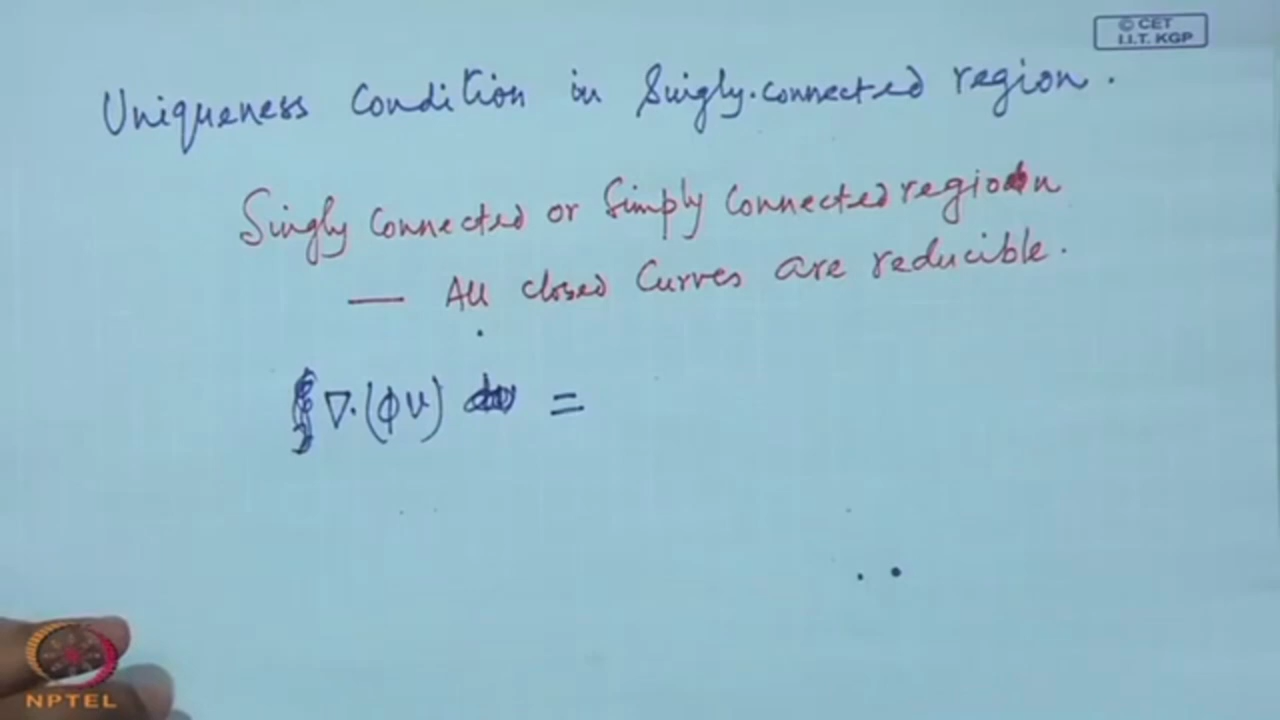 © CET
I.I.T. KGP
Uniqueness Condition in Singly-connected region.
Singly Connected or Simply Connected region
— All closed Curves are reducible.
∇·(φv) =
NPTEL